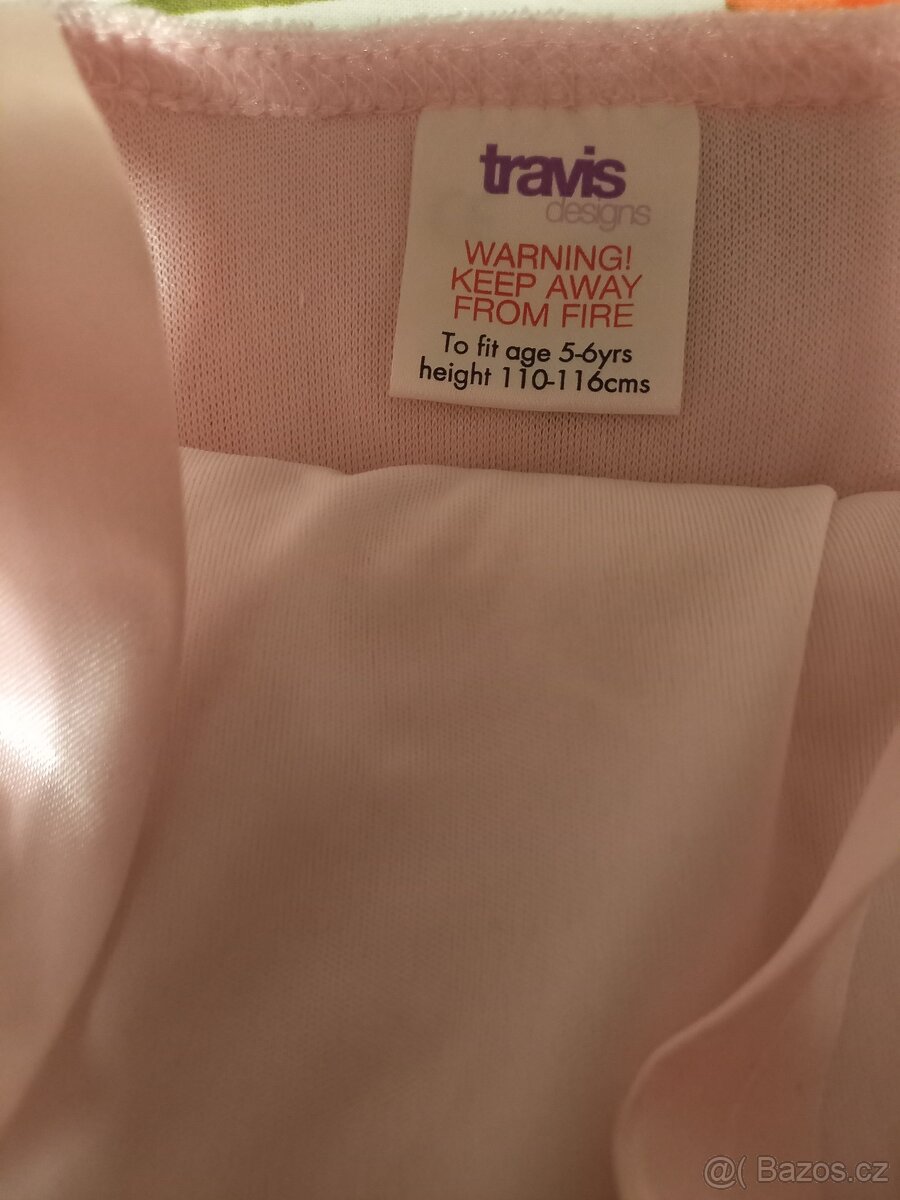 travis
designs
WARNING!
KEEP AWAY
FROM FIRE
To fit age 5-6yrs
height 110-116cms
@( Bazos.cz